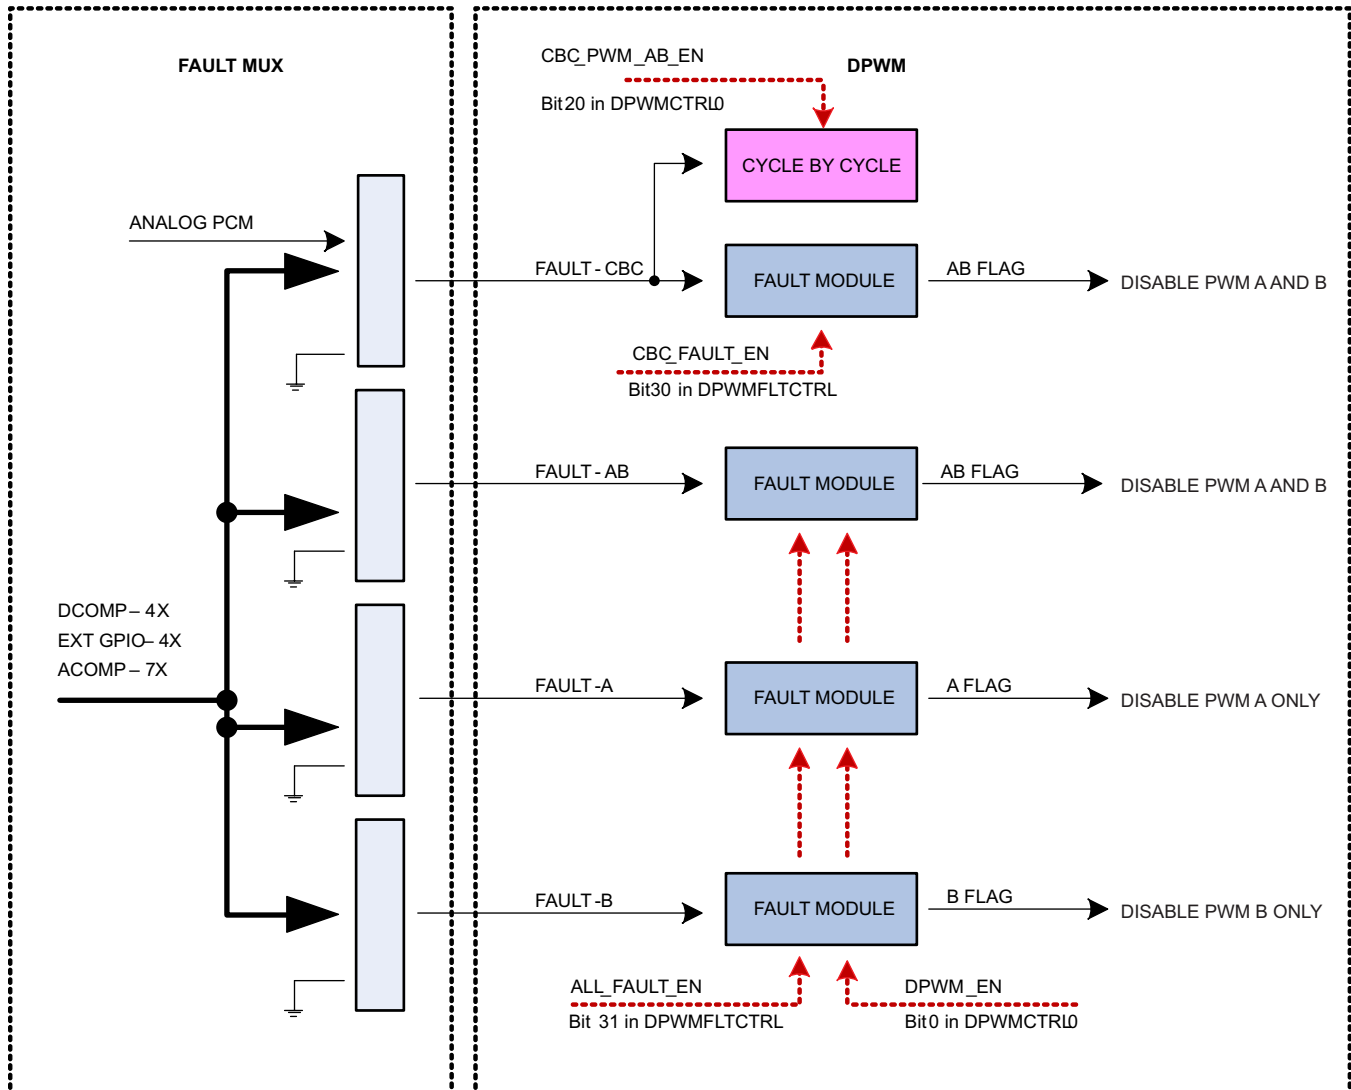 FAULT MUX
DPWM
CBC_PWM_AB_EN
Bit20 in DPWMCTRL0
CYCLE BY CYCLE
ANALOG PCM
FAULT - CBC
FAULT MODULE
AB FLAG
DISABLE PWM A AND B
CBC_FAULT_EN
Bit30 in DPWMFLTCTRL
FAULT - AB
FAULT MODULE
AB FLAG
DISABLE PWM A AND B
DCOMP – 4X
EXT GPIO – 4X
ACOMP – 7X
FAULT -A
FAULT MODULE
A FLAG
DISABLE PWM A ONLY
FAULT -B
FAULT MODULE
B FLAG
DISABLE PWM B ONLY
ALL_FAULT_EN
Bit 31 in DPWMFLTCTRL
DPWM_EN
Bit0 in DPWMCTRL0